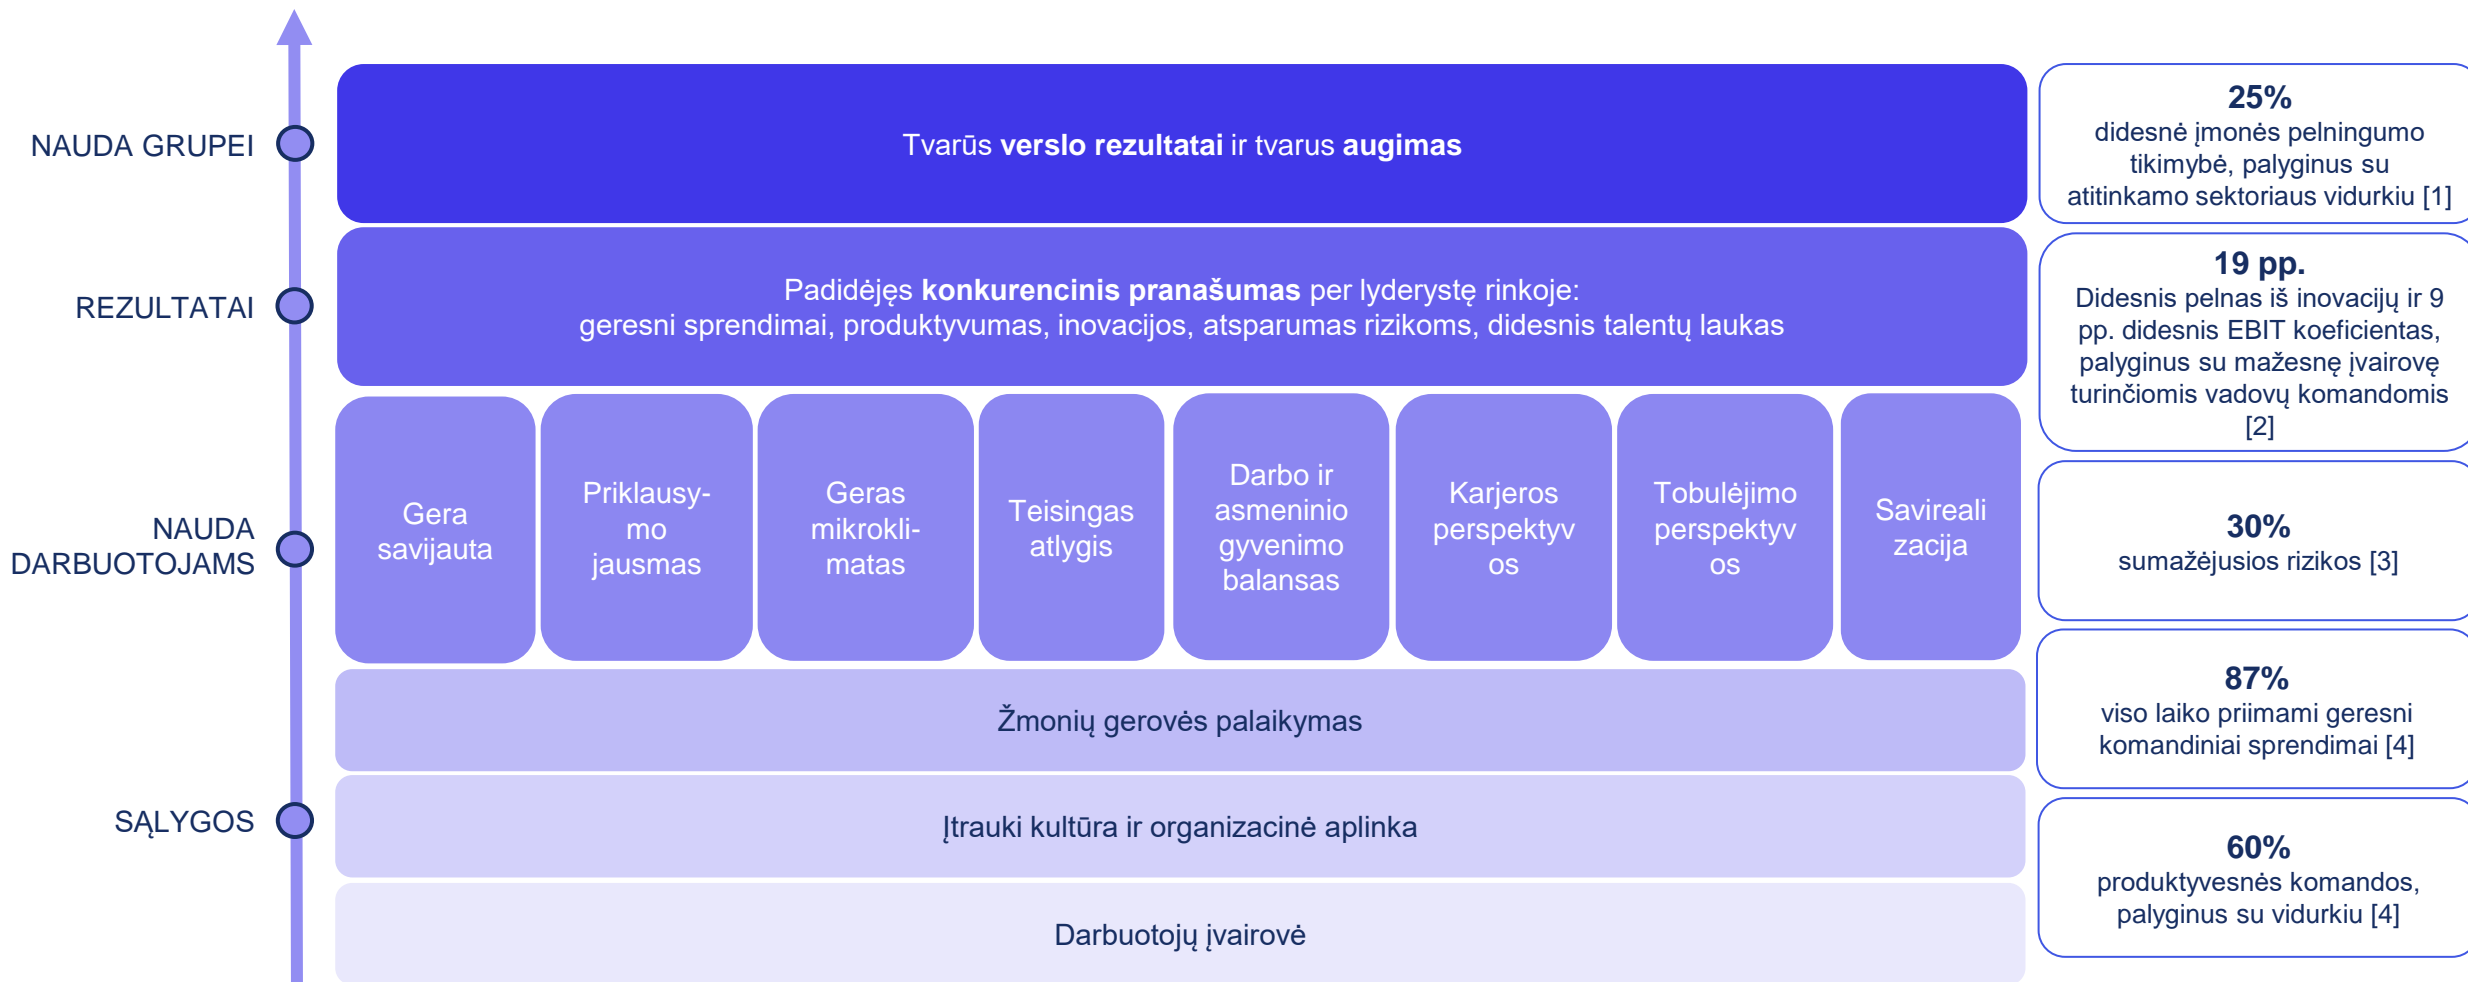 NAUDA GRUPEI
Tvarūs verslo rezultatai ir tvarus augimas
25%
didesnė įmonės pelningumo
tikimybė, palyginus su
atitinkamo sektoriaus vidurkiu [1]
REZULTATAI
Padidėjęs konkurencinis pranašumas per lyderystę rinkoje:
geresni sprendimai, produktyvumas, inovacijos, atsparumas rizikoms, didesnis talentų laukas
19 pp.
Didesnis pelnas iš inovacijų ir 9
pp. didesnis EBIT koeficientas,
palyginus su mažesnę įvairovę
turinčiomis vadovų komandomis
[2]
NAUDA
DARBUOTOJAMS
Gera
savijauta
Priklausy-
mo
jausmas
Geras
mikrokli-
matas
Teisingas
atlygis
Darbo ir
asmeninio
gyvenimo
balansas
Karjeros
perspektyv
os
Tobulėjimo
perspektyv
os
Savireali
zacija
30%
sumažėjusios rizikos [3]
SĄLYGOS
Žmonių gerovės palaikymas
Įtrauki kultūra ir organizacinė aplinka
Darbuotojų įvairovė
87%
viso laiko priimami geresni
komandiniai sprendimai [4]
60%
produktyvesnės komandos,
palyginus su vidurkiu [4]